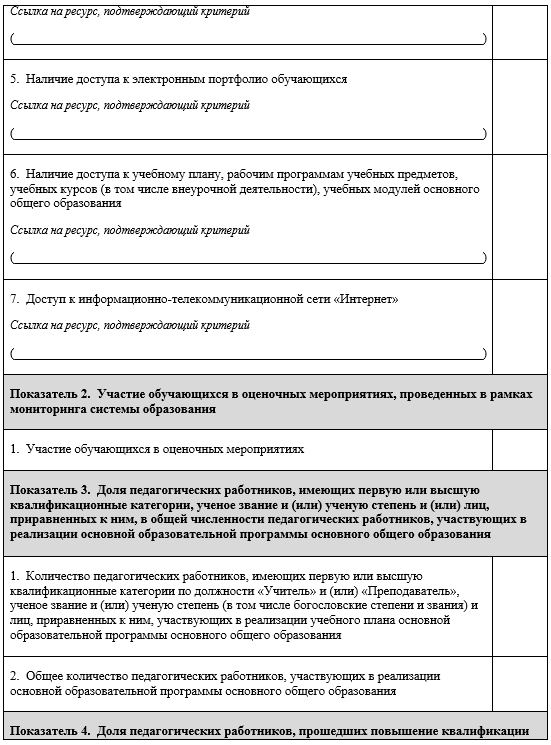 Ссылка на ресурс, подтверждающий критерий
(______________________________________________________________________)
5. Наличие доступа к электронным портфолио обучающихся
Ссылка на ресурс, подтверждающий критерий
(______________________________________________________________________)
6. Наличие доступа к учебному плану, рабочим программам учебных предметов,
учебных курсов (в том числе внеурочной деятельности), учебных модулей основного
общего образования
Ссылка на ресурс, подтверждающий критерий
(______________________________________________________________________)
7. Доступ к информационно-телекоммуникационной сети «Интернет»
Ссылка на ресурс, подтверждающий критерий
(______________________________________________________________________)
Показатель 2. Участие обучающихся в оценочных мероприятиях, проведенных в рамках
мониторинга системы образования
1. Участие обучающихся в оценочных мероприятиях
Показатель 3. Доля педагогических работников, имеющих первую или высшую
квалификационные категории, ученое звание и (или) ученую степень и (или) лиц,
приравненных к ним, в общей численности педагогических работников, участвующих в
реализации основной образовательной программы основного общего образования
1. Количество педагогических работников, имеющих первую или высшую
квалификационные категории по должности «Учитель» и (или) «Преподаватель»,
ученое звание и (или) ученую степень (в том числе богословские степени и звания) и
лиц, приравненных к ним, участвующих в реализации учебного плана основной
образовательной программы основного общего образования
2. Общее количество педагогических работников, участвующих в реализации
основной образовательной программы основного общего образования
Показатель 4. Доля педагогических работников, прошедших повышение квалификации